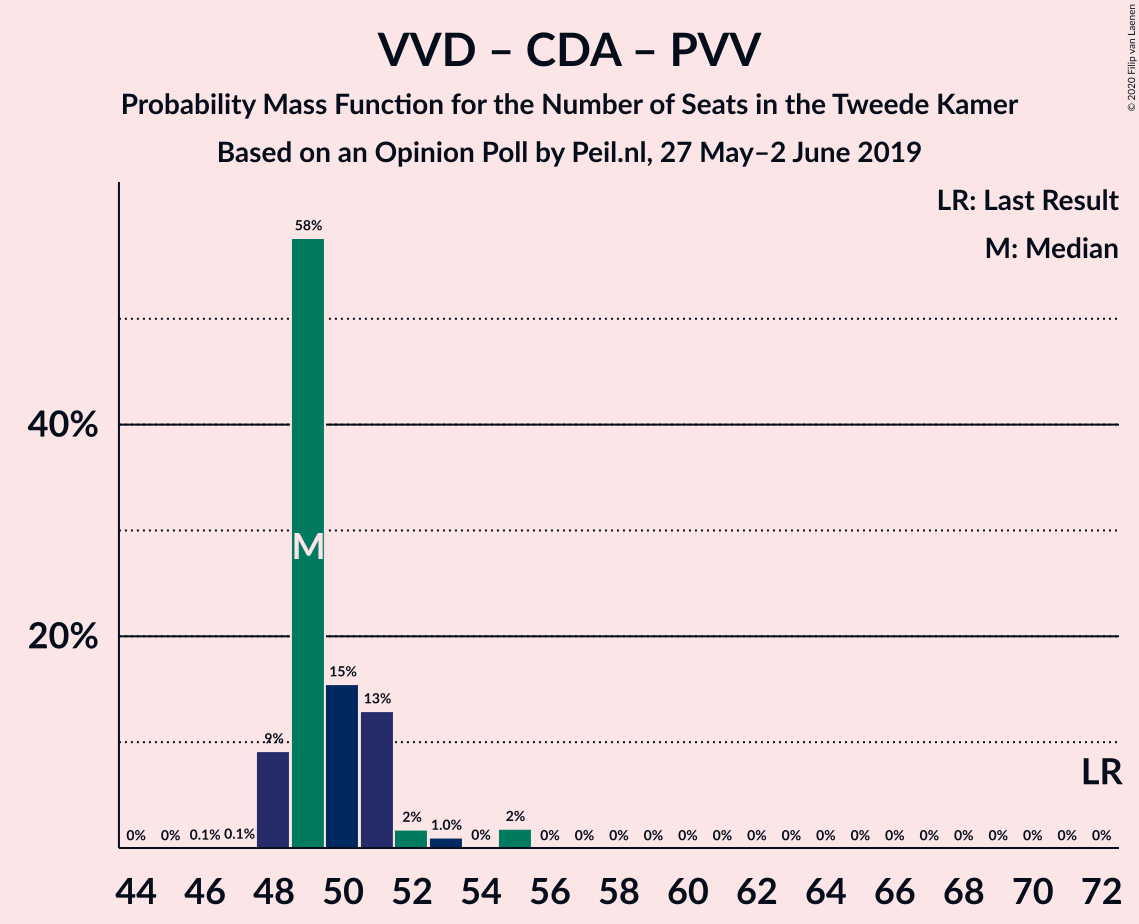 VVD – CDA – PVV
Probability Mass Function for the Number of Seats in the Tweede Kamer
Based on an Opinion Poll by Peil.nl, 27 May–2 June 2019
© 2020 Filip van Laenen
LR: Last Result
M: Median
40%
20%
0% 0% 0.1% 0.1% 9% 58% 15% 13% 2% 1.0% 0% 2% 0% 0% 0% 0% 0% 0% 0% 0% 0% 0% 0% 0% 0% 0% 0% 0% 0%
M
LR
44 46 48 50 52 54 56 58 60 62 64 66 68 70 72